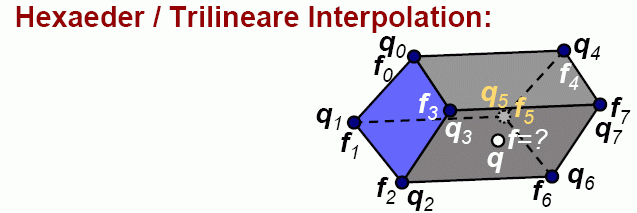 Hexaeder / Trilineare Interpolation:
q0
f0
q4
f4
q1
f1
f3
q3
q5
f5
f7
q7
f=?
q
f2
q2
f6
q6